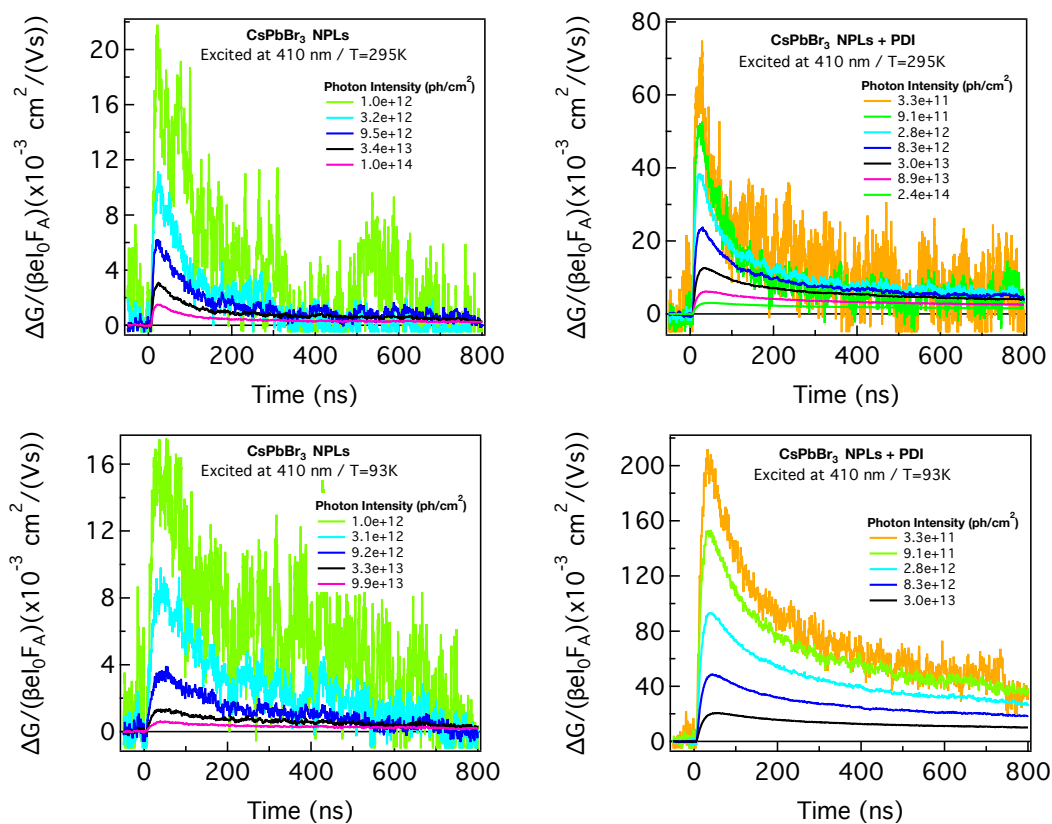 CsPbBr3 NPLs
Excited at 410 nm / T=295K
Photon Intensity (ph/cm²)
1.0e+12
3.2e+12
9.5e+12
3.4e+13
1.0e+14
20
16
12
8
4
0
ΔG/(βeI₀F_A)(x10⁻³ cm²/(Vs))
0
200
400
600
800
Time (ns)
CsPbBr₃ NPLs + PDI
Excited at 410 nm / T=295K
Photon Intensity (ph/cm²)
3.3e+11
9.1e+11
2.8e+12
8.3e+12
3.0e+13
8.9e+13
2.4e+14
80
60
40
20
0
ΔG/(βeI₀F_A)(x10⁻³ cm²/(Vs))
0
200
400
600
800
Time (ns)
CsPbBr₃ NPLs
Excited at 410 nm / T=93K
Photon Intensity (ph/cm²)
1.0e+12
3.1e+12
9.2e+12
3.3e+13
9.9e+13
16
12
8
4
0
ΔG/(βeI₀F_A)(x10⁻³ cm²/(Vs))
0
200
400
600
800
Time (ns)
CsPbBr₃ NPLs + PDI
Excited at 410 nm / T=93K
Photon Intensity (ph/cm²)
3.3e+11
9.1e+11
2.8e+12
8.3e+12
3.0e+13
200
160
120
80
40
0
ΔG/(βeI₀F_A)(x10⁻³ cm²/(Vs))
0
200
400
600
800
Time (ns)